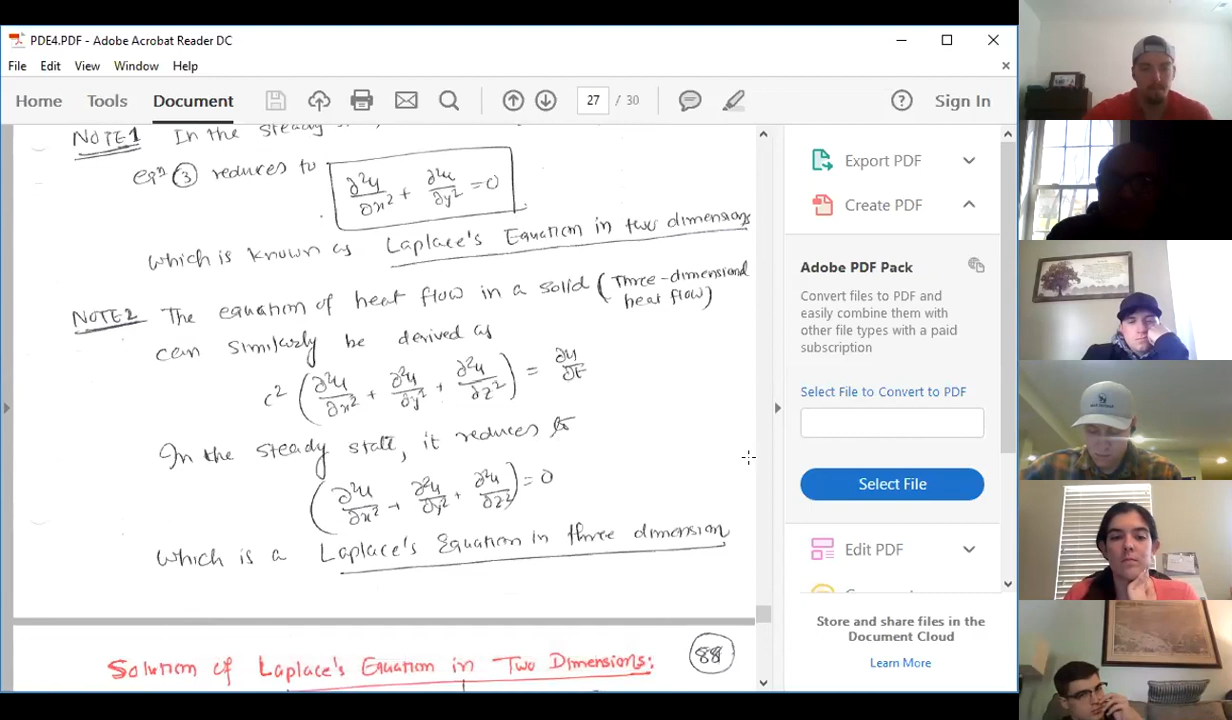 PDE4.PDF - Adobe Acrobat Reader DC
File Edit View Window Help
Home Tools Document 27 / 30 Sign In
NOTE1 In the steady
eqn ③ reduces to ∂²u/∂x² + ∂²u/∂y² = 0
which is known as Laplace's Equation in two dimensions
NOTE2 The equation of heat flow in a solid (Three-dimensional
heat flow)
can similarly be derived as
c² (∂²u/∂x² + ∂²u/∂y² + ∂²u/∂z²) = ∂u/∂t
In the steady state, it reduces to
(∂²u/∂x² + ∂²u/∂y² + ∂²u/∂z²) = 0
which is a Laplace's Equation in three dimension
Solution of Laplace's Equation in Two Dimensions: 88
Export PDF
Create PDF
Adobe PDF Pack
Convert files to PDF and
easily combine them with
other file types with a paid
subscription
Select File to Convert to PDF
Select File
Edit PDF
Store and share files in the
Document Cloud
Learn More